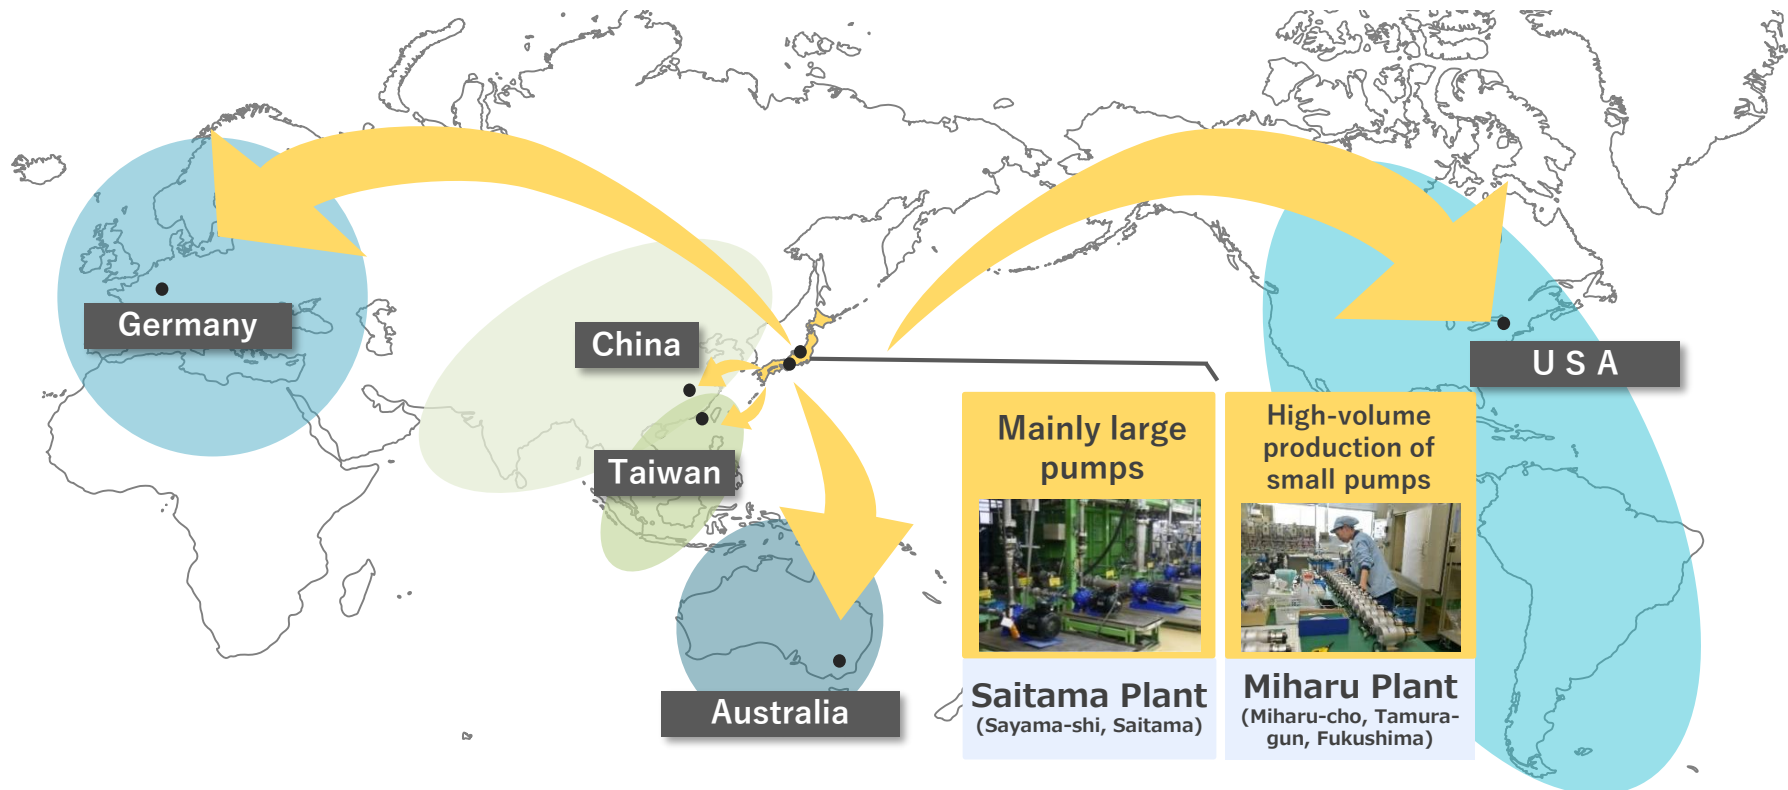 Germany
China
Taiwan
Australia
USA
Mainly large
pumps
Saitama Plant
(Sayama-shi, Saitama)
High-volume
production of
small pumps
Miharu Plant
(Miharu-cho, Tamura-
gun, Fukushima)